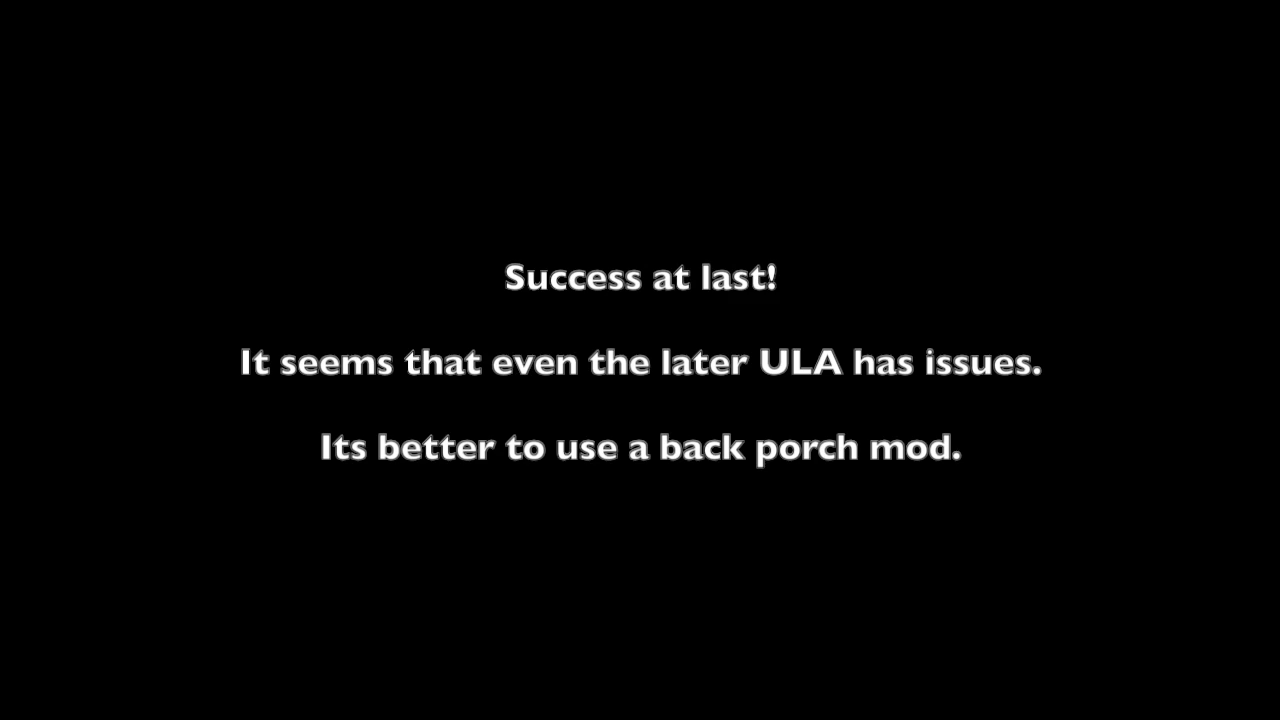 Success at last!
It seems that even the later ULA has issues.
Its better to use a back porch mod.